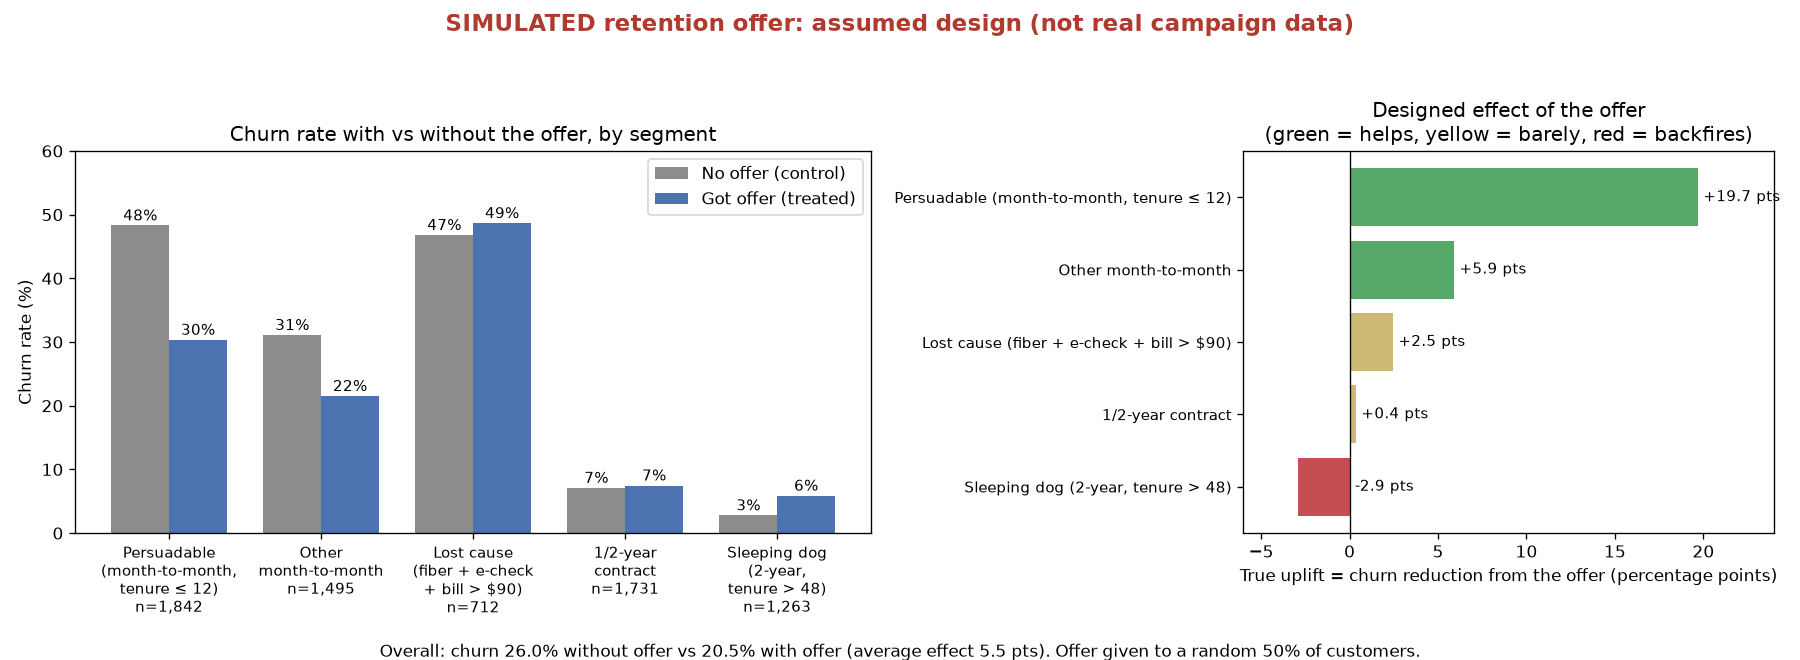 SIMULATED retention offer: assumed design (not real campaign data)
Churn rate with vs without the offer, by segment
Churn rate (%)
60
50
40
30
20
10
0
No offer (control)
Got offer (treated)
48%
30%
31%
22%
47%
49%
7%
7%
3%
6%
Persuadable
(month-to-month,
tenure ≤ 12)
n=1,842
Other
month-to-month
n=1,495
Lost cause
(fiber + e-check
+ bill > $90)
n=712
1/2-year
contract
n=1,731
Sleeping dog
(2-year,
tenure > 48)
n=1,263
Designed effect of the offer
(green = helps, yellow = barely, red = backfires)
Persuadable (month-to-month, tenure ≤ 12)
+19.7 pts
Other month-to-month
+5.9 pts
Lost cause (fiber + e-check + bill > $90)
+2.5 pts
1/2-year contract
+0.4 pts
Sleeping dog (2-year, tenure > 48)
-2.9 pts
−5
0
5
10
15
20
True uplift = churn reduction from the offer (percentage points)
Overall: churn 26.0% without offer vs 20.5% with offer (average effect 5.5 pts). Offer given to a random 50% of customers.